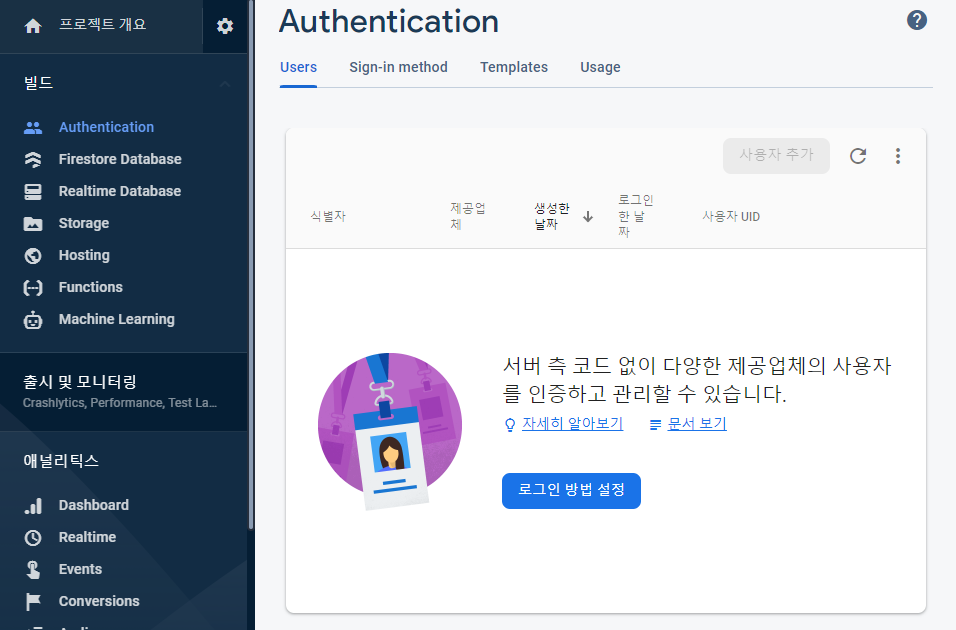 프로젝트 개요
빌드
Authentication
Firestore Database
Realtime Database
Storage
Hosting
Functions
Machine Learning
출시 및 모니터링
Crashlytics, Performance, Test La…
애널리틱스
Dashboard
Realtime
Events
Conversions
Authentication
Users Sign-in method Templates Usage
사용자 추가
식별자
제공업
체
생성한
날짜
로그인
한 날
짜
사용자 UID
서버 측 코드 없이 다양한 제공업체의 사용자
를 인증하고 관리할 수 있습니다.
자세히 알아보기 문서 보기
로그인 방법 설정